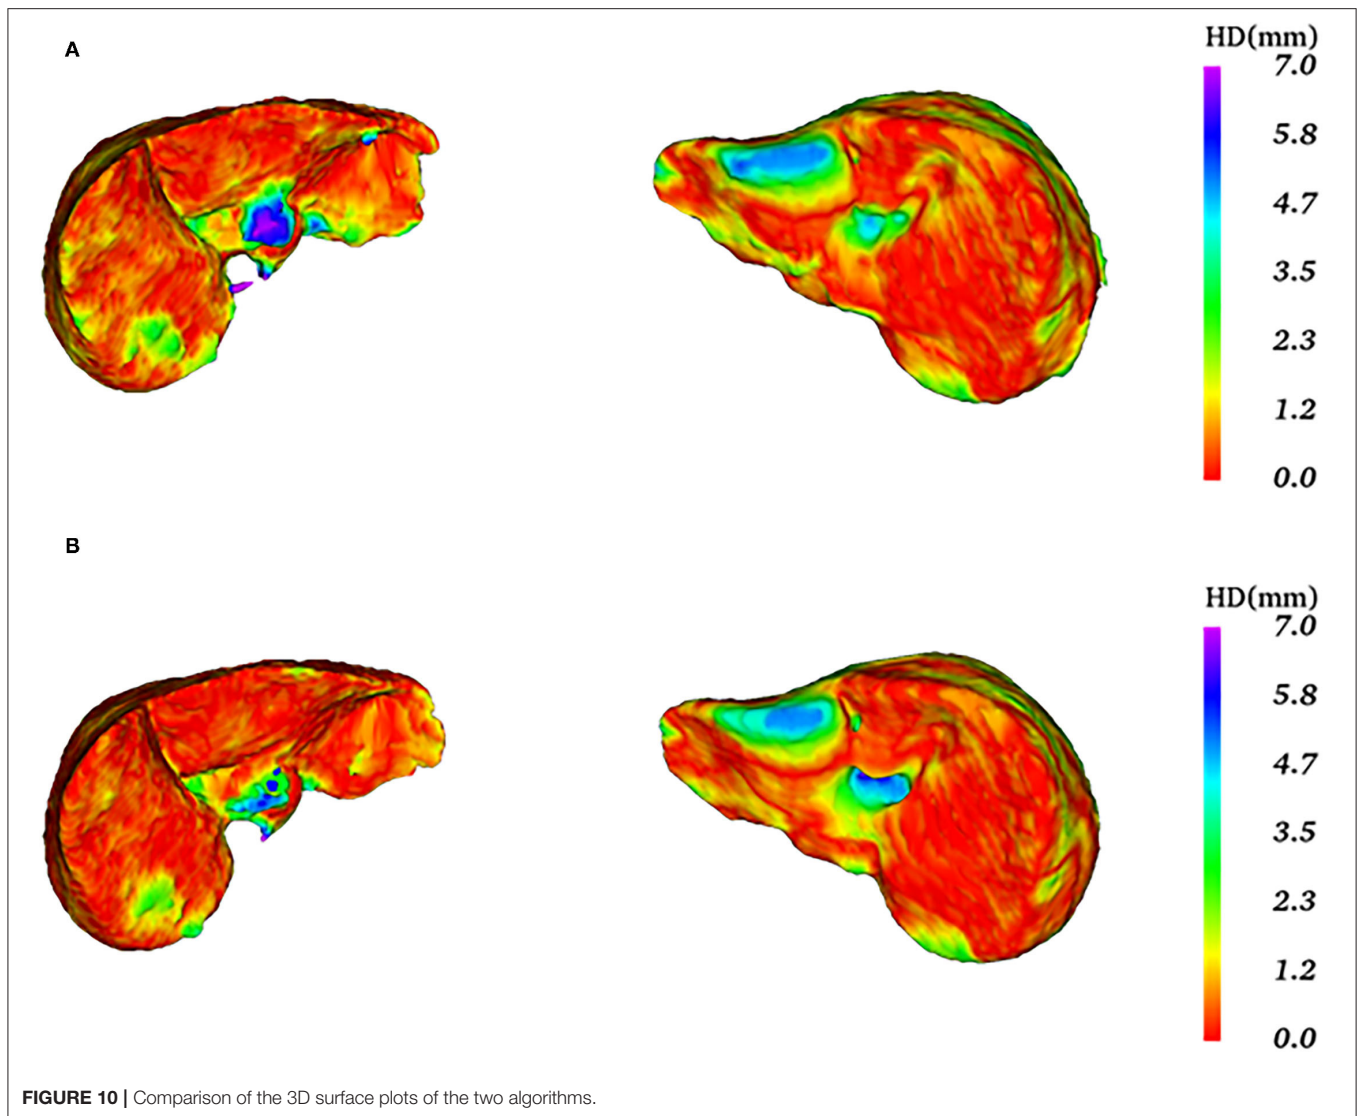 A
HD(mm)
7.0
5.8
4.7
3.5
2.3
1.2
0.0
B
HD(mm)
7.0
5.8
4.7
3.5
2.3
1.2
0.0
FIGURE 10 | Comparison of the 3D surface plots of the two algorithms.